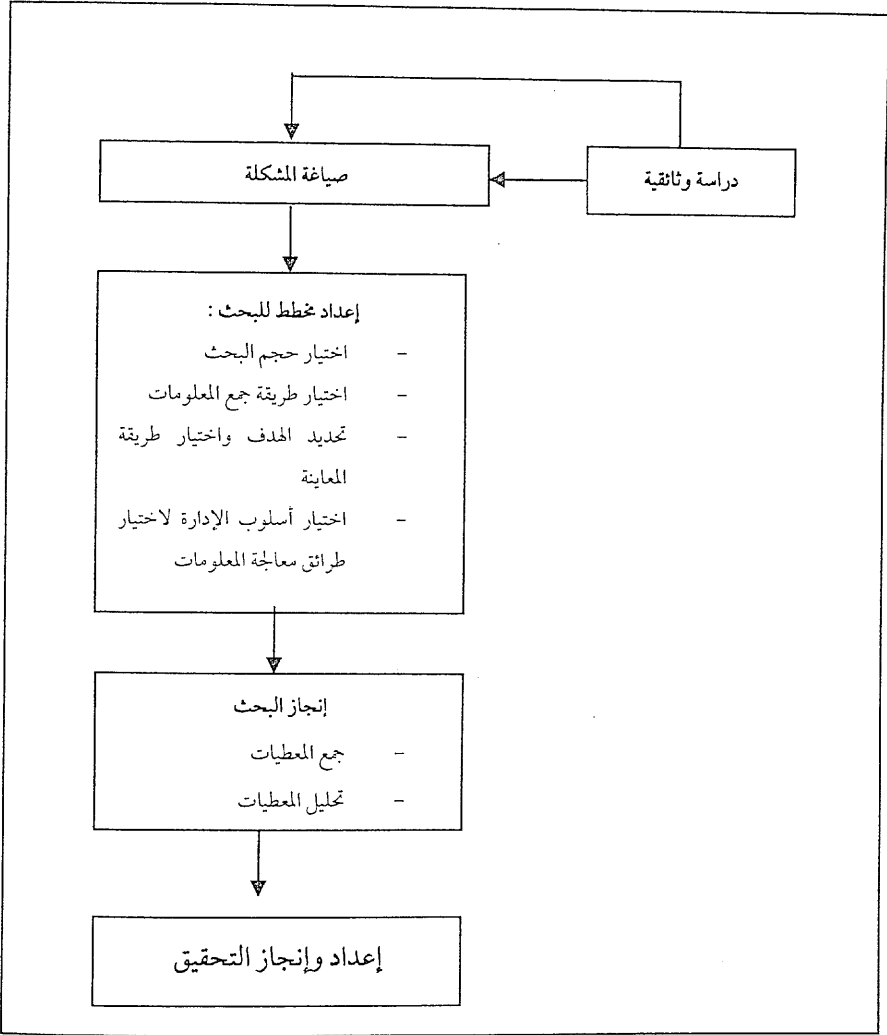 صياغة المشكلة
دراسة وثائقية
إعداد مخطط للبحث :
- اختيار حجم البحث
- اختيار طريقة جمع المعلومات
- تحديد الهدف واختيار طريقة
المعاينة
- اختيار أسلوب الإدارة لاختيار
طرائق معالجة المعلومات
إنجاز البحث
- جمع المعطيات
- تحليل المعطيات
إعداد وإنجاز التحقيق